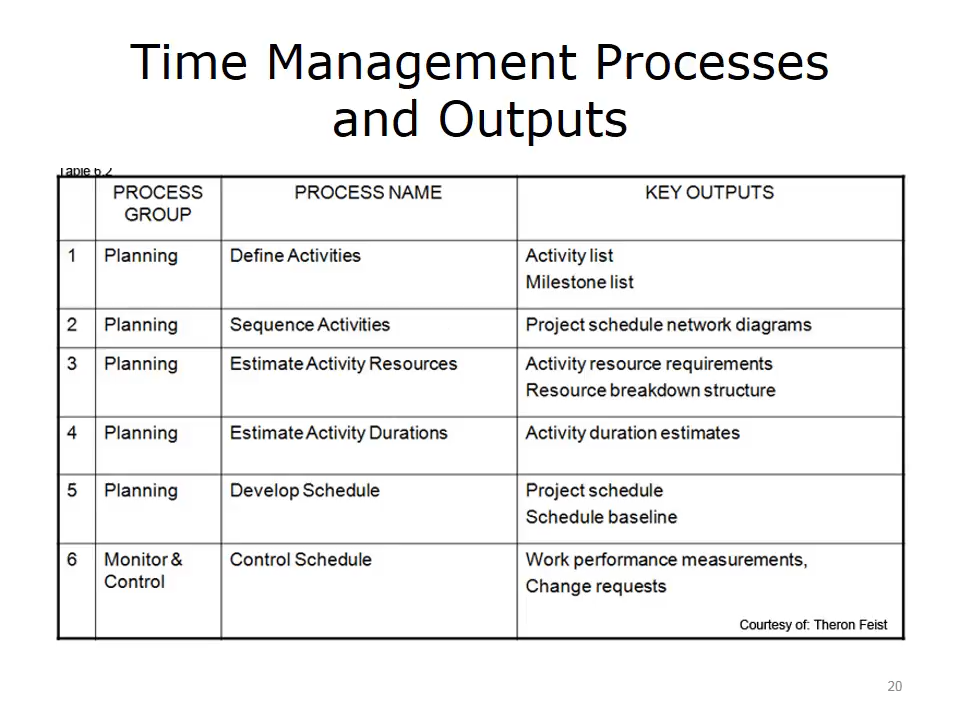 Time Management Processes
and Outputs
Table 6.2
PROCESS GROUP PROCESS NAME KEY OUTPUTS
1 Planning Define Activities Activity list
Milestone list
2 Planning Sequence Activities Project schedule network diagrams
3 Planning Estimate Activity Resources Activity resource requirements
Resource breakdown structure
4 Planning Estimate Activity Durations Activity duration estimates
5 Planning Develop Schedule Project schedule
Schedule baseline
6 Monitor & Control Control Schedule Work performance measurements,
Change requests
Courtesy of: Theron Feist
20